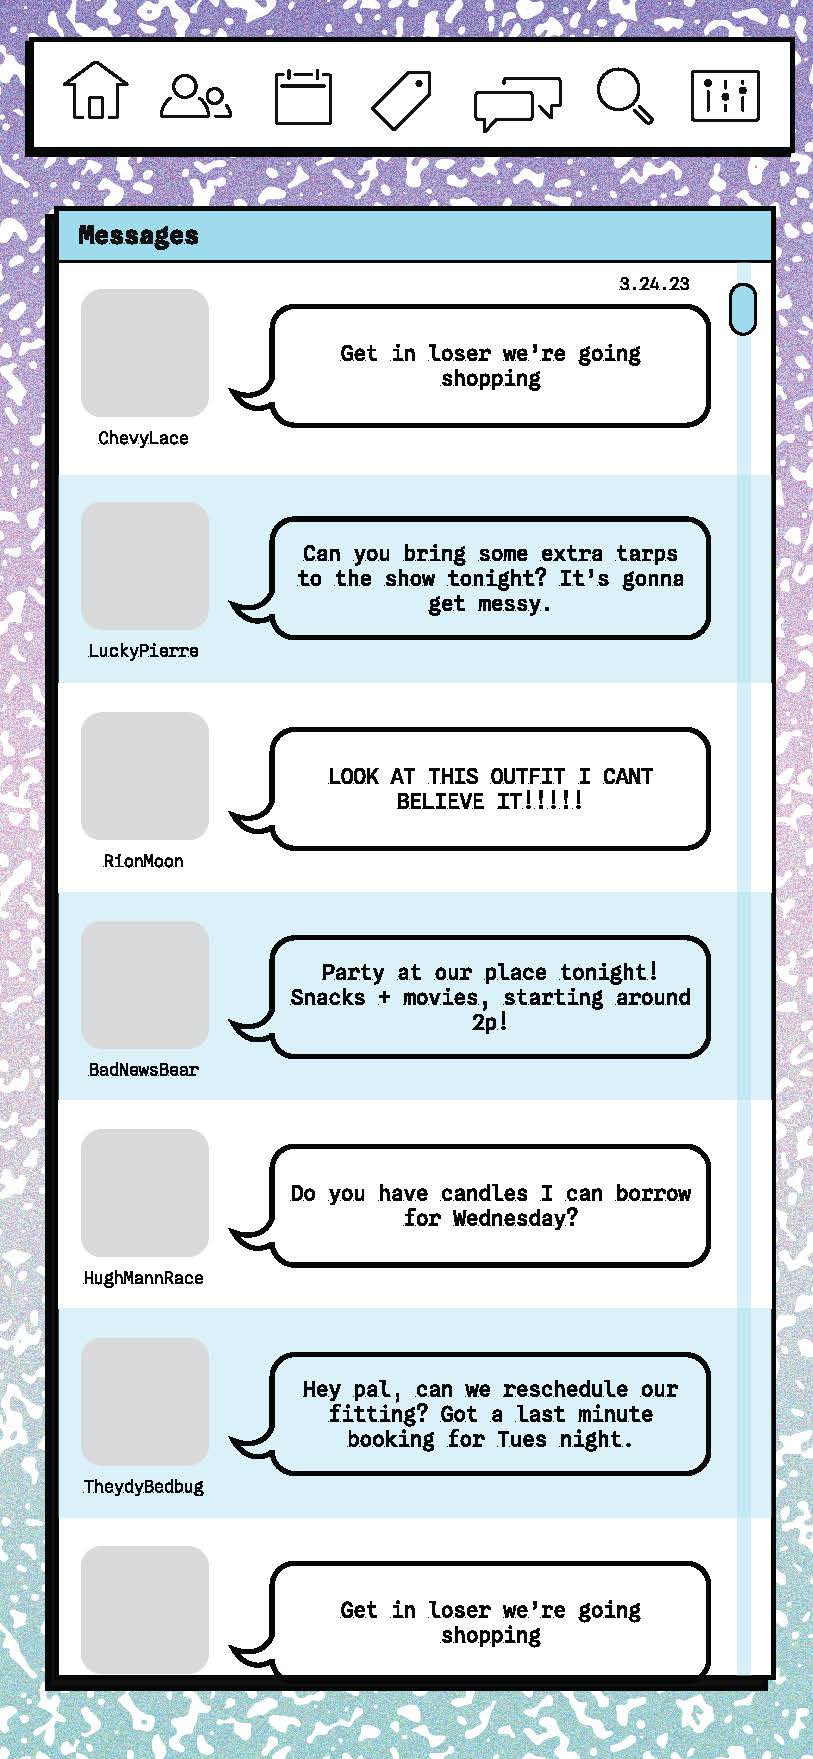 Messages
3.24.23
Get in loser we're going
shopping
ChevyLace
Can you bring some extra tarps
to the show tonight? It's gonna
get messy.
LuckyPierre
LOOK AT THIS OUTFIT I CANT
BELIEVE IT!!!!!
RionMoon
Party at our place tonight!
Snacks + movies, starting around
2p!
BadNewsBear
Do you have candles I can borrow
for Wednesday?
HughMannRace
Hey pal, can we reschedule our
fitting? Got a last minute
booking for Tues night.
TheydyBedbug
Get in loser we're going
shopping